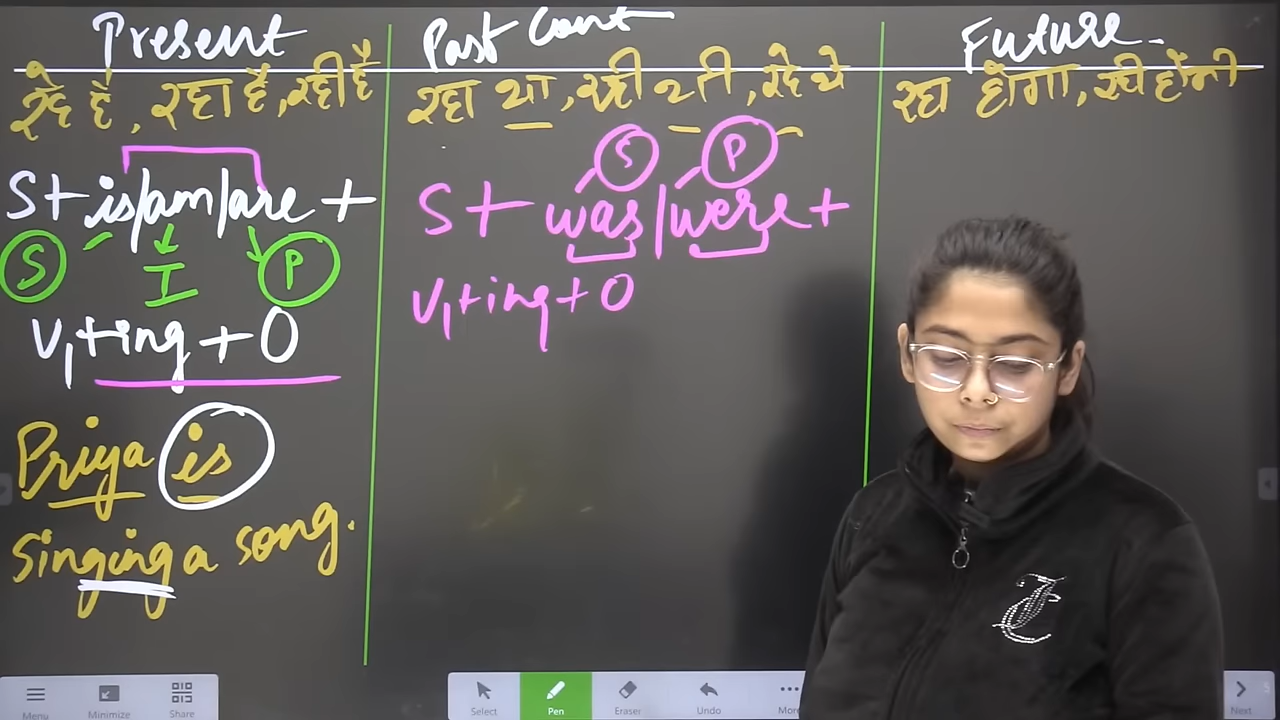 Present
रहे हैं, रहा है, रही है
S + is/am/are +
S I P
V1+ing + O
Priya is
singing a song.
Past Cont
रहा था, रही थी, रहे थे
S P
S + was/were +
V1+ing + O
Future
रहा होगा, रही होगी
Menu Minimize Share
Select Pen Eraser Undo More
Next